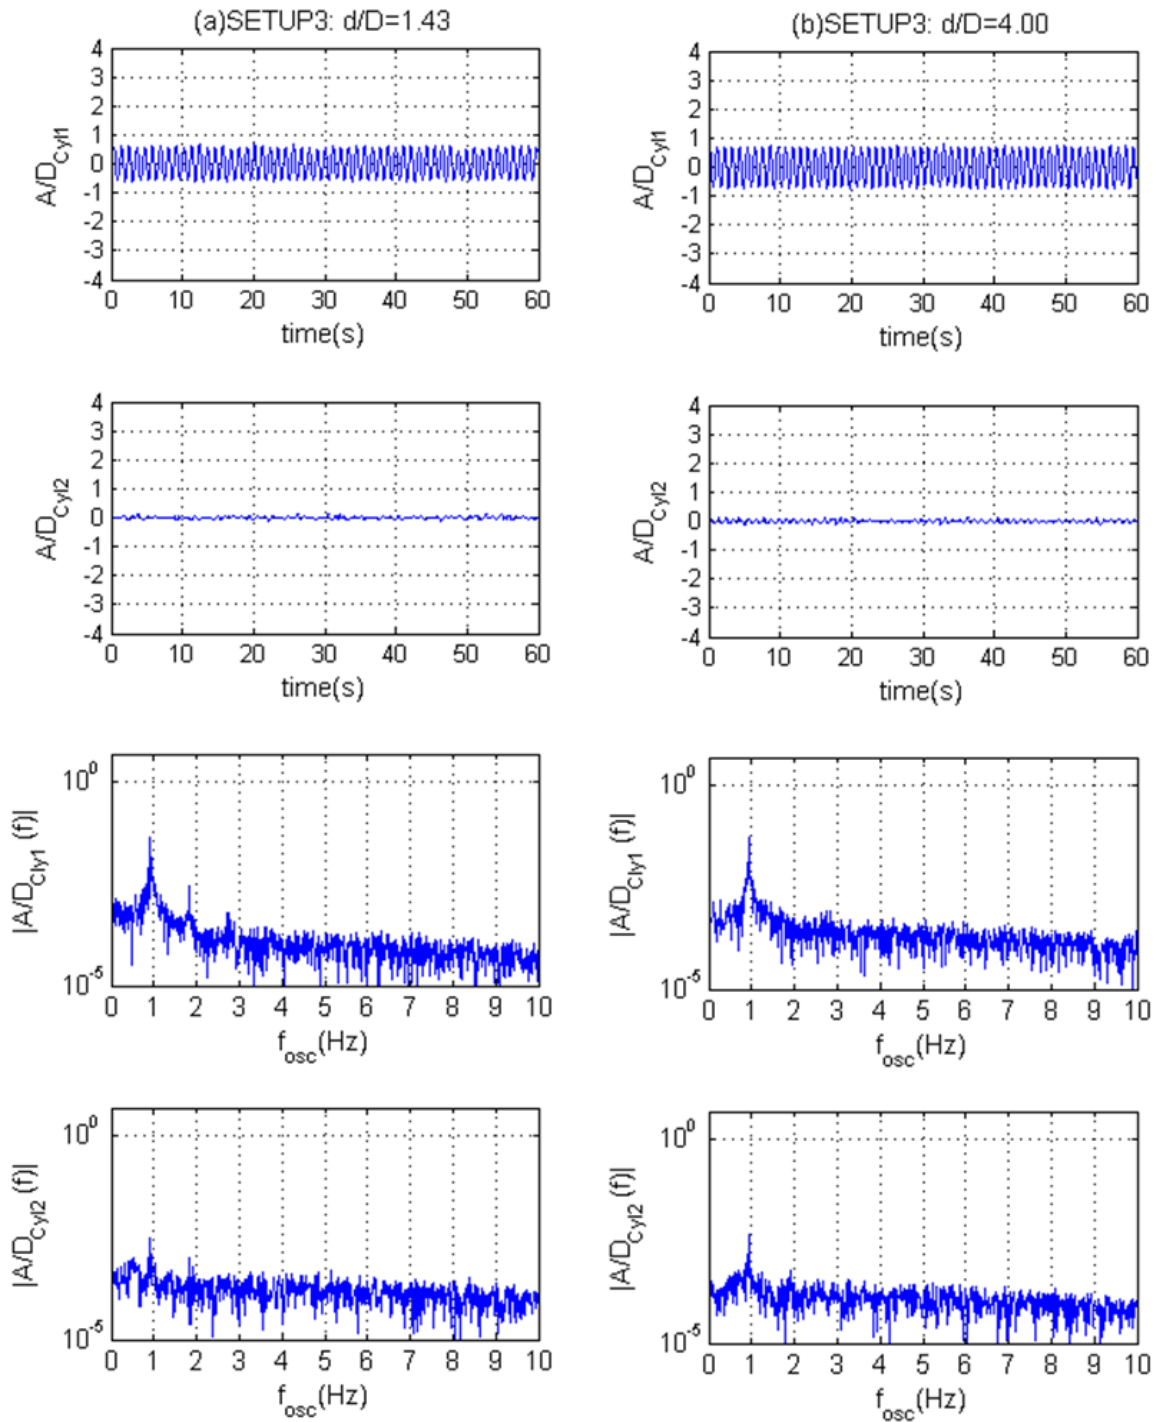 (a)SETUP3: d/D=1.43
(b)SETUP3: d/D=4.00
4
3
2
1
0
-1
-2
-3
-4
A/D_Cyl1
0 10 20 30 40 50 60
time(s)
4
3
2
1
0
-1
-2
-3
-4
A/D_Cyl1
0 10 20 30 40 50 60
time(s)
4
3
2
1
0
-1
-2
-3
-4
A/D_Cyl2
0 10 20 30 40 50 60
time(s)
4
3
2
1
0
-1
-2
-3
-4
A/D_Cyl2
0 10 20 30 40 50 60
time(s)
10^0
10^-5
|A/D_Cly1 (f)|
0 1 2 3 4 5 6 7 8 9 10
f_osc(Hz)
10^0
10^-5
|A/D_Cly1 (f)|
0 1 2 3 4 5 6 7 8 9 10
f_osc(Hz)
10^0
10^-5
|A/D_Cyl2 (f)|
0 1 2 3 4 5 6 7 8 9 10
f_osc(Hz)
10^0
10^-5
|A/D_Cyl2 (f)|
0 1 2 3 4 5 6 7 8 9 10
f_osc(Hz)